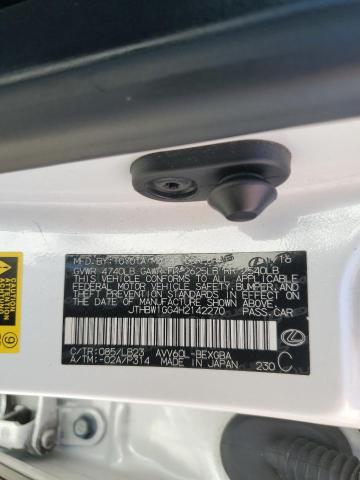 MFD.BY: TOYOTA MOTOR 16
GVWR 4740LB GAWR FR 2625LB RR 2540LB
THIS VEHICLE CONFORMS TO ALL APPLICABLE
FEDERAL MOTOR VEHICLE SAFETY, BUMPER, AND
THEFT PREVENTION STANDARDS IN EFFECT ON
THE DATE OF MANUFACTURE SHOWN ABOVE.
JTHBW1GG4H2142270 PASS.CAR
C/TR: 085/LB23 AVV60L-BEXGBA
A/TM: -02A/P314 MADE IN JAPAN 230 C